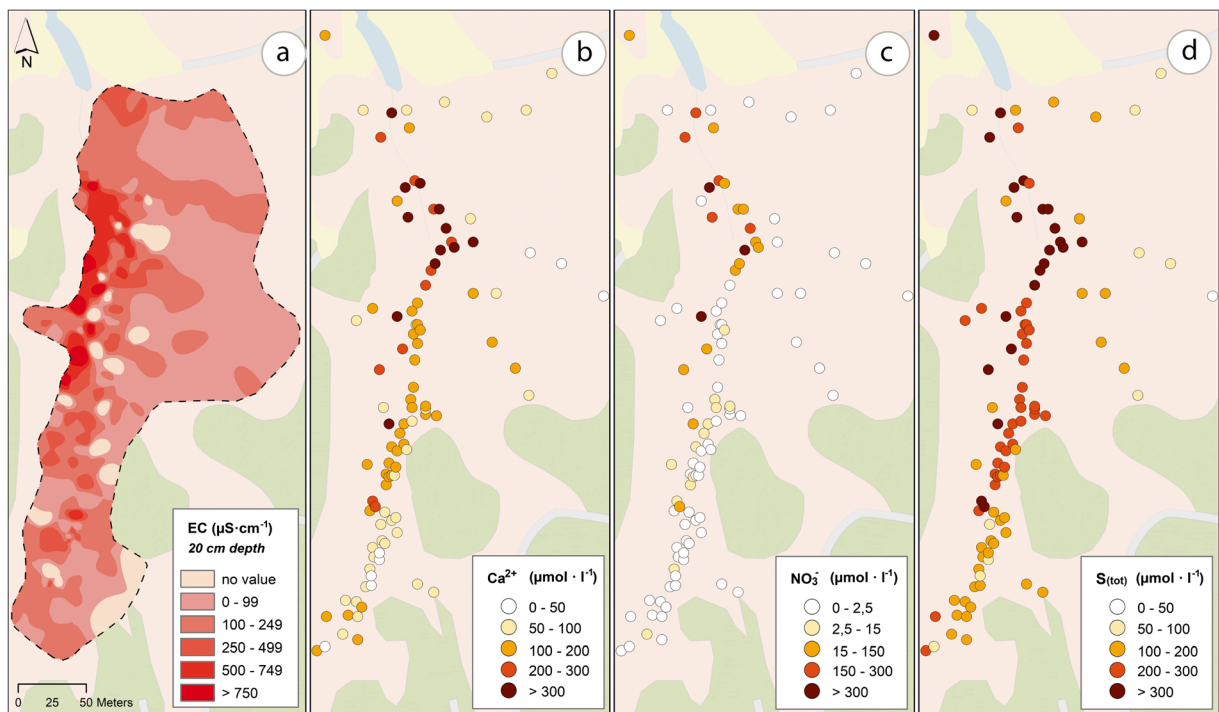 N
a
b
c
d
EC (µS·cm⁻¹)
20 cm depth
no value
0 - 99
100 - 249
250 - 499
500 - 749
> 750
0 25 50 Meters
Ca²⁺ (µmol · l⁻¹)
0 - 50
50 - 100
100 - 200
200 - 300
> 300
NO₃⁻ (µmol · l⁻¹)
0 - 2,5
2,5 - 15
15 - 150
150 - 300
> 300
S(tot) (µmol · l⁻¹)
0 - 50
50 - 100
100 - 200
200 - 300
> 300